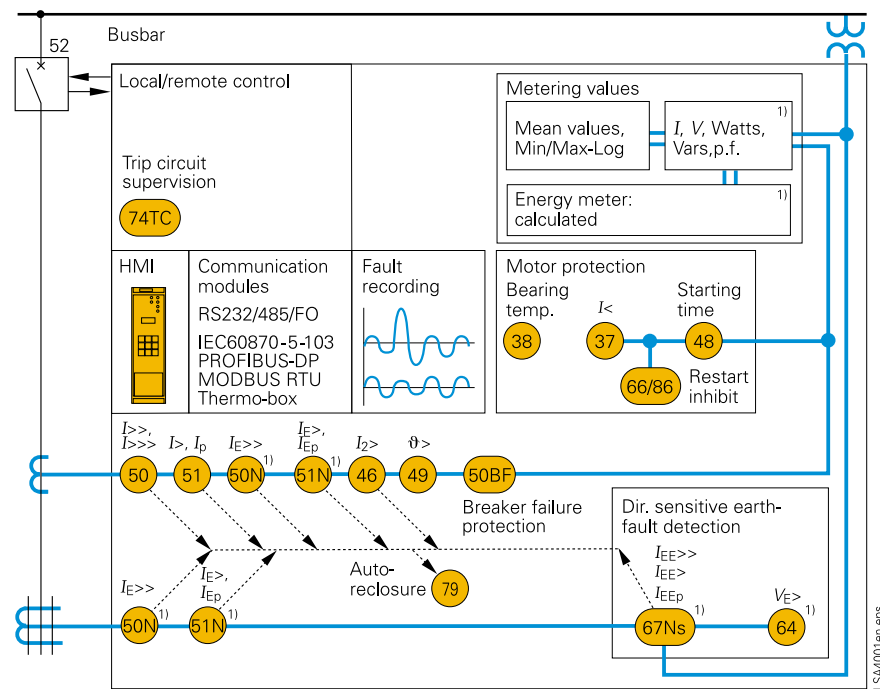 Busbar
52
Local/remote control
Trip circuit
supervision
74TC
Metering values
Mean values,
Min/Max-Log
1)
I, V, Watts,
Vars,p.f.
Energy meter:
calculated
1)
HMI
Communication
modules
RS232/485/FO
IEC60870-5-103
PROFIBUS-DP
MODBUS RTU
Thermo-box
Fault
recording
Motor protection
Bearing
temp.
I<
Starting
time
38
37
48
66/86
Restart
inhibit
I>>,
I>>>
I>, Ip
IE>>
IE>,
IEp
I2>
ϑ>
50
51
50N
1)
51N
1)
46
49
50BF
Breaker failure
protection
Dir. sensitive earth-
fault detection
IEE>>
IEE>
IEEp
Auto-
reclosure
79
IE>>
IE>,
IEp
VE>
50N
1)
51N
1)
67Ns
1)
64
1)
LSA4001en.eps